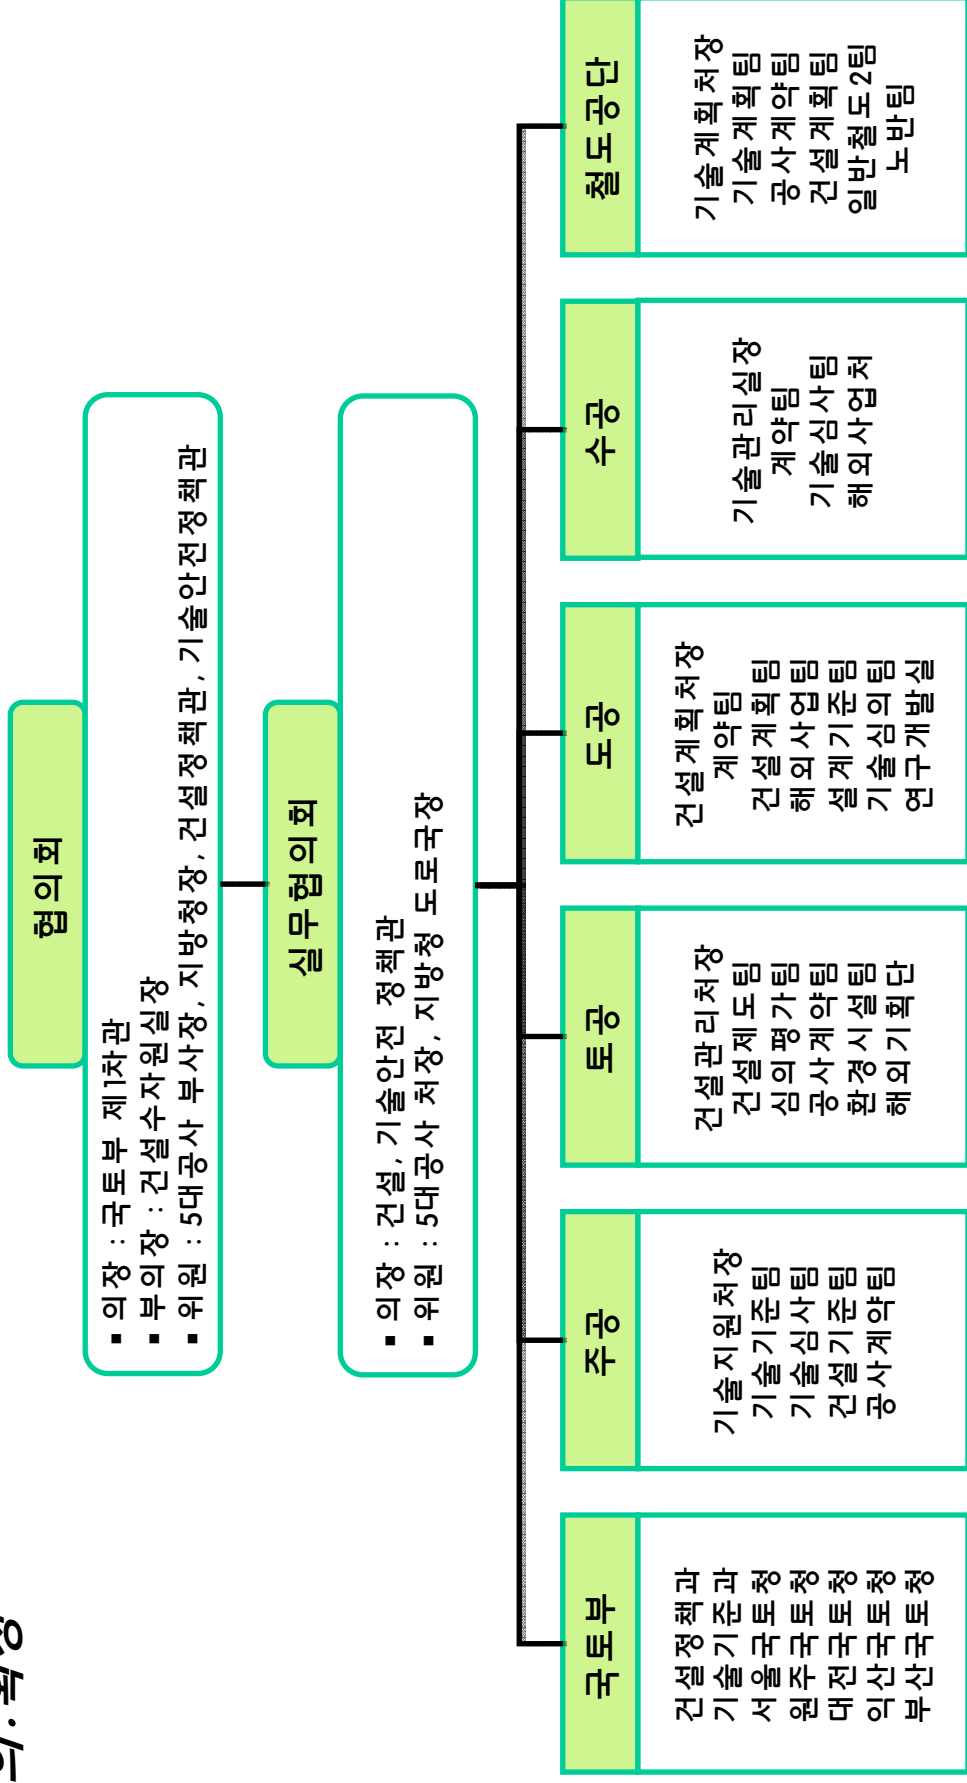 협의회
▪ 의장 : 국토부 제1차관
▪ 부의장 : 건설수자원실장
▪ 위원 : 5대공사 부사장, 지방청장, 건설정책관, 기술안전정책관
실무협의회
▪ 의장 : 건설, 기술안전 정책관
▪ 위원 : 5대공사 처장, 지방청 도로국장
국토부
건설정책과
기술기준과
서울국토청
원주국토청
대전국토청
익산국토청
부산국토청
주공
기술지원처장
기술기준팀
기술심사팀
건설기준팀
공사계약팀
토공
건설관리처장
건설제도팀
심의평가팀
공사계약팀
환경시설팀
해외기획단
도공
건설계획처장
계약팀
건설계획팀
해외사업팀
설계기준팀
기술심의팀
연구개발실
수공
기술관리실장
계약팀
기술심사팀
해외사업처
철도공단
기술계획처장
기술계획팀
공사계약팀
건설계획팀
일반철도2팀
노반팀